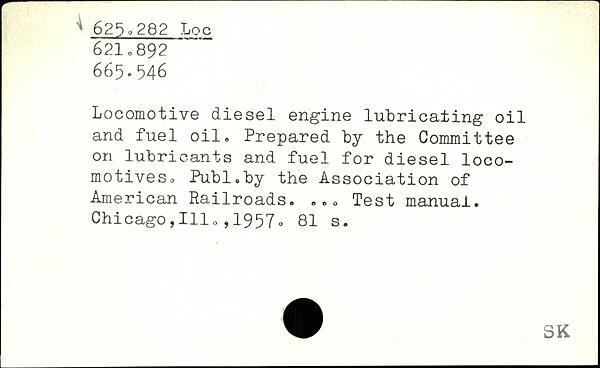 625.282 Loc
621.892
665.546
Locomotive diesel engine lubricating oil
and fuel oil. Prepared by the Committee
on lubricants and fuel for diesel loco-
motives. Publ.by the Association of
American Railroads. ... Test manual.
Chicago,Ill.,1957. 81 s.
SK